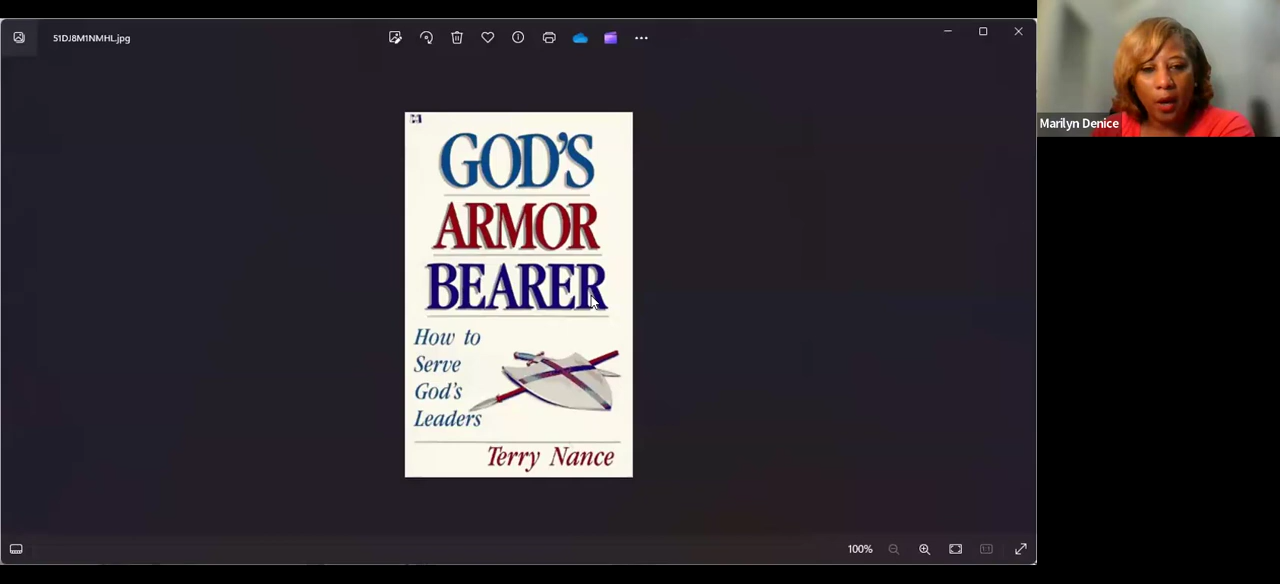 51DJ8M1NMHL.jpg
Marilyn Denice
GOD'S
ARMOR
BEARER
How to
Serve
God's
Leaders
Terry Nance
100%